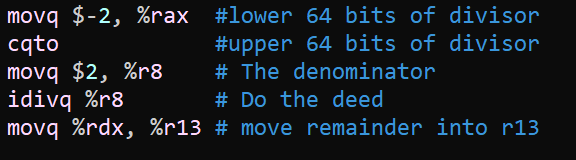 movq $-2, %rax  #lower 64 bits of divisor
cqto            #upper 64 bits of divisor
movq $2, %r8    # The denominator
idivq %r8       # Do the deed
movq %rdx, %r13 # move remainder into r13